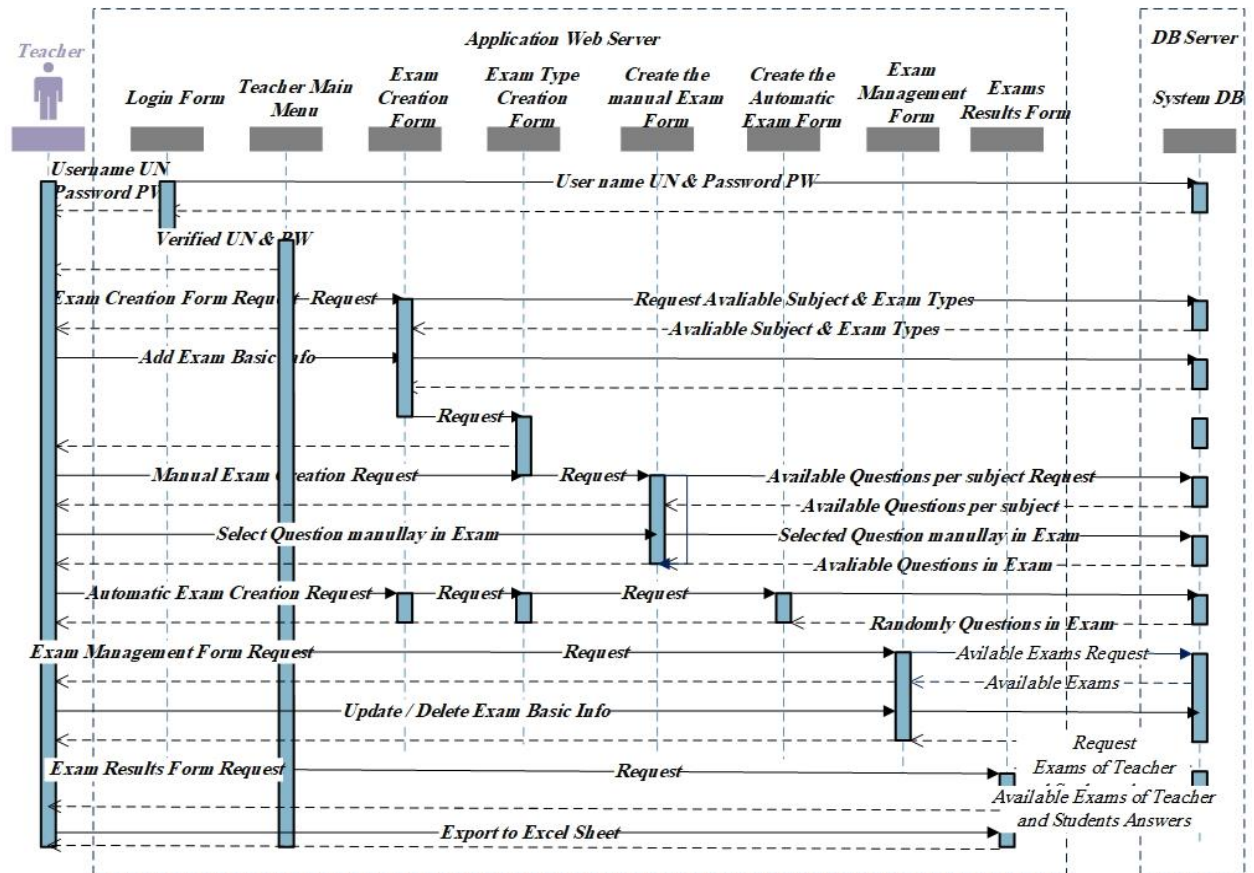 Application Web Server
DB Server
Teacher
Login Form
Teacher Main
Menu
Exam
Creation
Form
Exam Type
Creation
Form
Create the
manual Exam
Form
Create the
Automatic
Exam Form
Exam
Management
Form
Exams
Results Form
System DB
Username UN
Password PW
User name UN & Password PW
Verified UN & PW
Exam Creation Form Request
Request
Request Avaliable Subject & Exam Types
Avaliable Subject & Exam Types
Add Exam Basic Info
Request
Manual Exam Creation Request
Request
Available Questions per subject Request
Available Questions per subject
Select Question manullay in Exam
Selected Question manullay in Exam
Avaliable Questions in Exam
Automatic Exam Creation Request
Request
Request
Randomly Questions in Exam
Exam Management Form Request
Request
Avilable Exams Request
Available Exams
Update / Delete Exam Basic Info
Request
Exams of Teacher
Exam Results Form Request
Request
Available Exams of Teacher
and Students Answers
Export to Excel Sheet